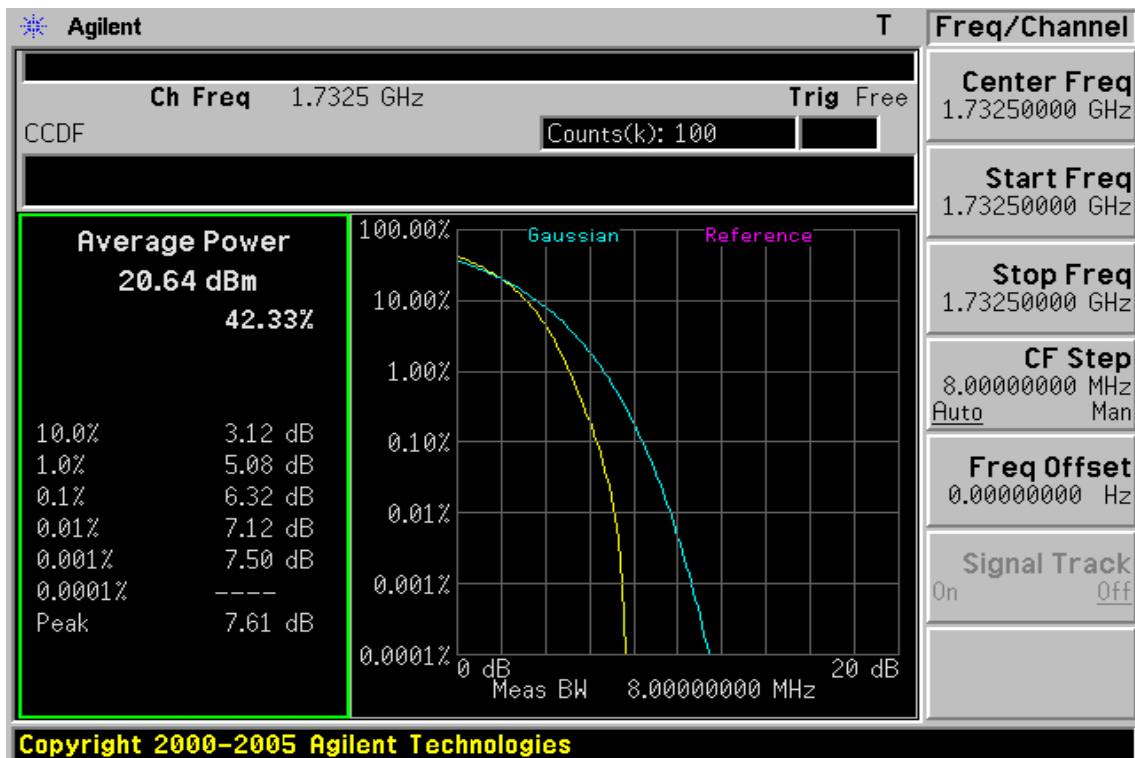 Agilent T
Ch Freq 1.7325 GHz Trig Free
CCDF Counts(k): 100
Average Power
20.64 dBm
42.33%
10.0% 3.12 dB
1.0% 5.08 dB
0.1% 6.32 dB
0.01% 7.12 dB
0.001% 7.50 dB
0.0001% ----
Peak 7.61 dB
Gaussian Reference
100.00%
10.00%
1.00%
0.10%
0.01%
0.001%
0.0001%
0 dB 20 dB
Meas BW 8.00000000 MHz
Freq/Channel
Center Freq
1.73250000 GHz
Start Freq
1.73250000 GHz
Stop Freq
1.73250000 GHz
CF Step
8.00000000 MHz
Auto Man
Freq Offset
0.00000000 Hz
Signal Track
On Off
Copyright 2000-2005 Agilent Technologies